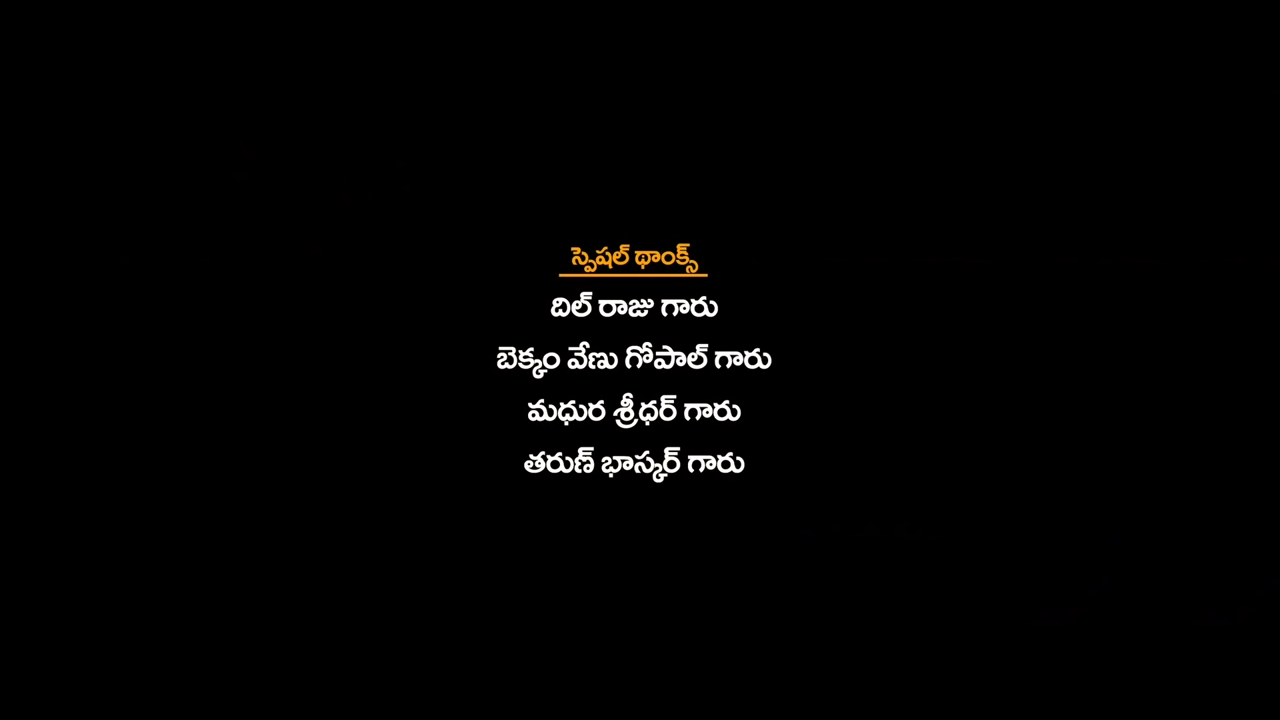 స్పెషల్ థాంక్స్
దిల్ రాజు గారు
బెక్కం వేణు గోపాల్ గారు
మధుర శ్రీధర్ గారు
తరుణ్ భాస్కర్ గారు